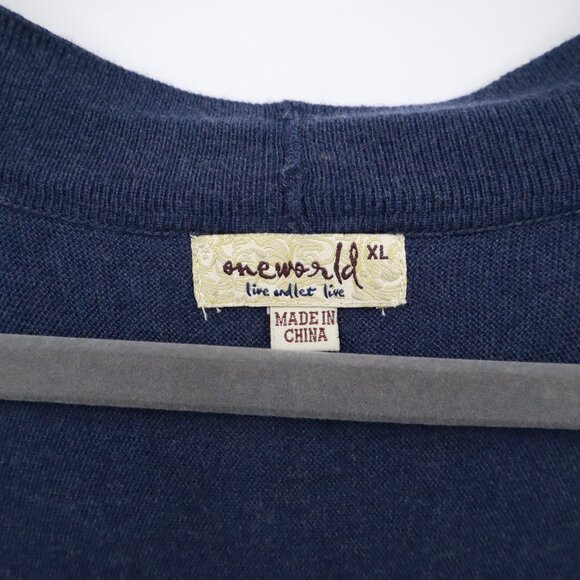 oneworld XL
live and let live
MADE IN
CHINA